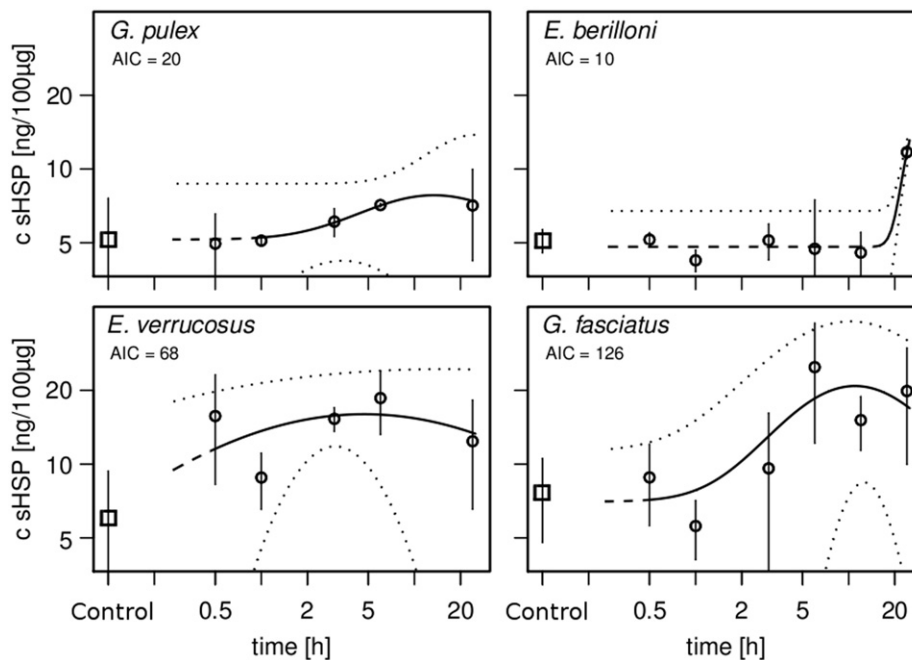 G. pulex
AIC = 20
E. berilloni
AIC = 10
c sHSP [ng/100µg]
20
10
5
E. verrucosus
AIC = 68
G. fasciatus
AIC = 126
c sHSP [ng/100µg]
20
10
5
Control 0.5 1 2 5 20 Control 0.5 1 2 5 20
time [h] time [h]